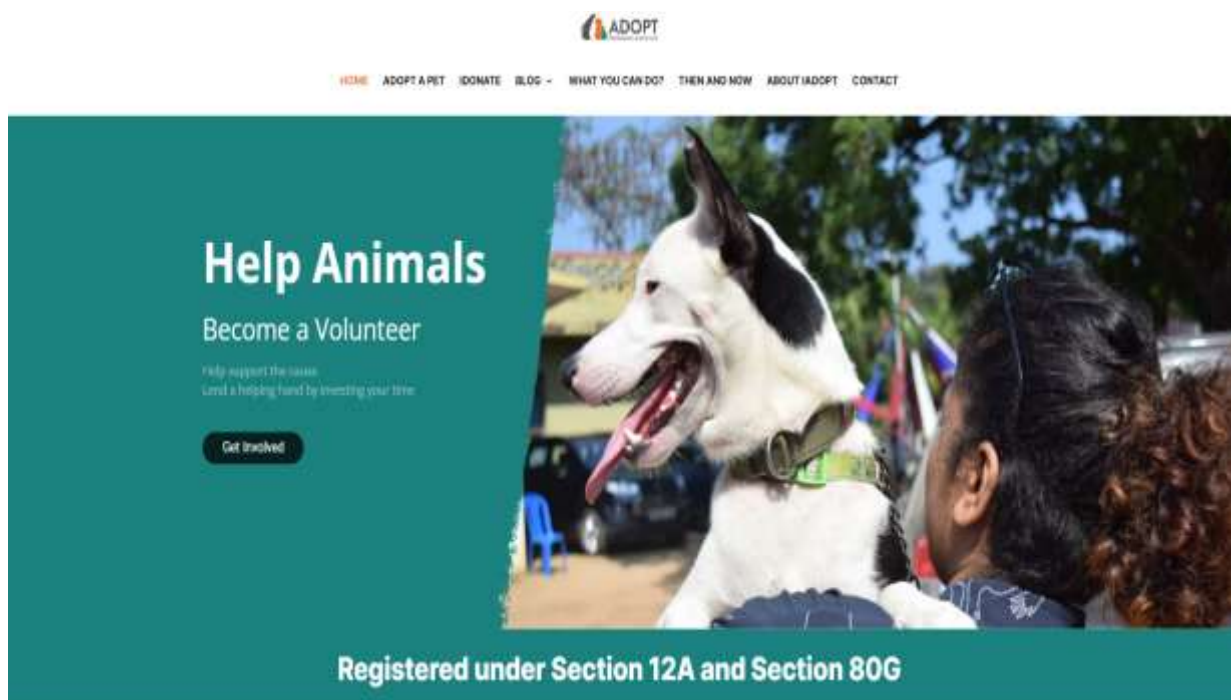 ADOPT
HOME ADOPT A PET IDONATE BLOG WHAT YOU CAN DO? THEN AND NOW ABOUT IADOPT CONTACT
Help Animals
Become a Volunteer
Help support the cause.
Lend a helping hand by investing your time
Get Involved
Registered under Section 12A and Section 80G